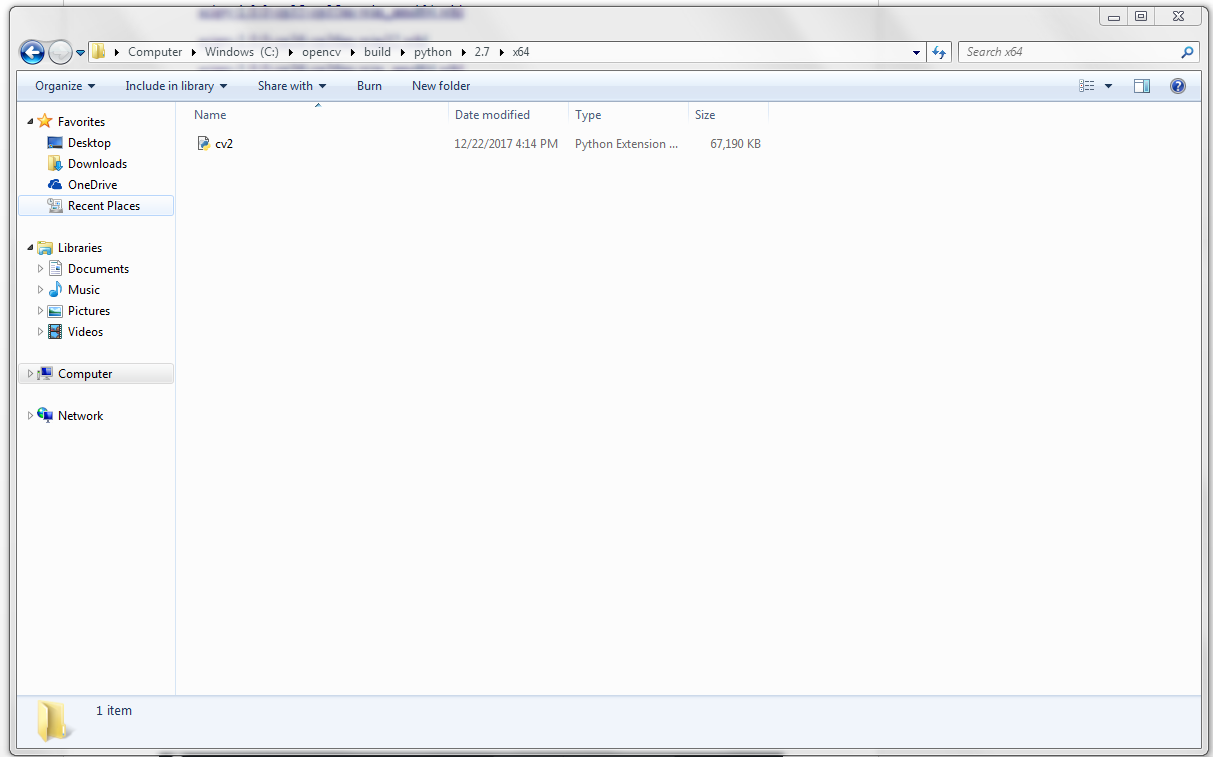 Computer Windows (C:) opencv build python 2.7 x64 Search x64
Organize Include in library Share with Burn New folder
Name Date modified Type Size
cv2 12/22/2017 4:14 PM Python Extension ... 67,190 KB
Favorites
Desktop
Downloads
OneDrive
Recent Places
Libraries
Documents
Music
Pictures
Videos
Computer
Network
1 item